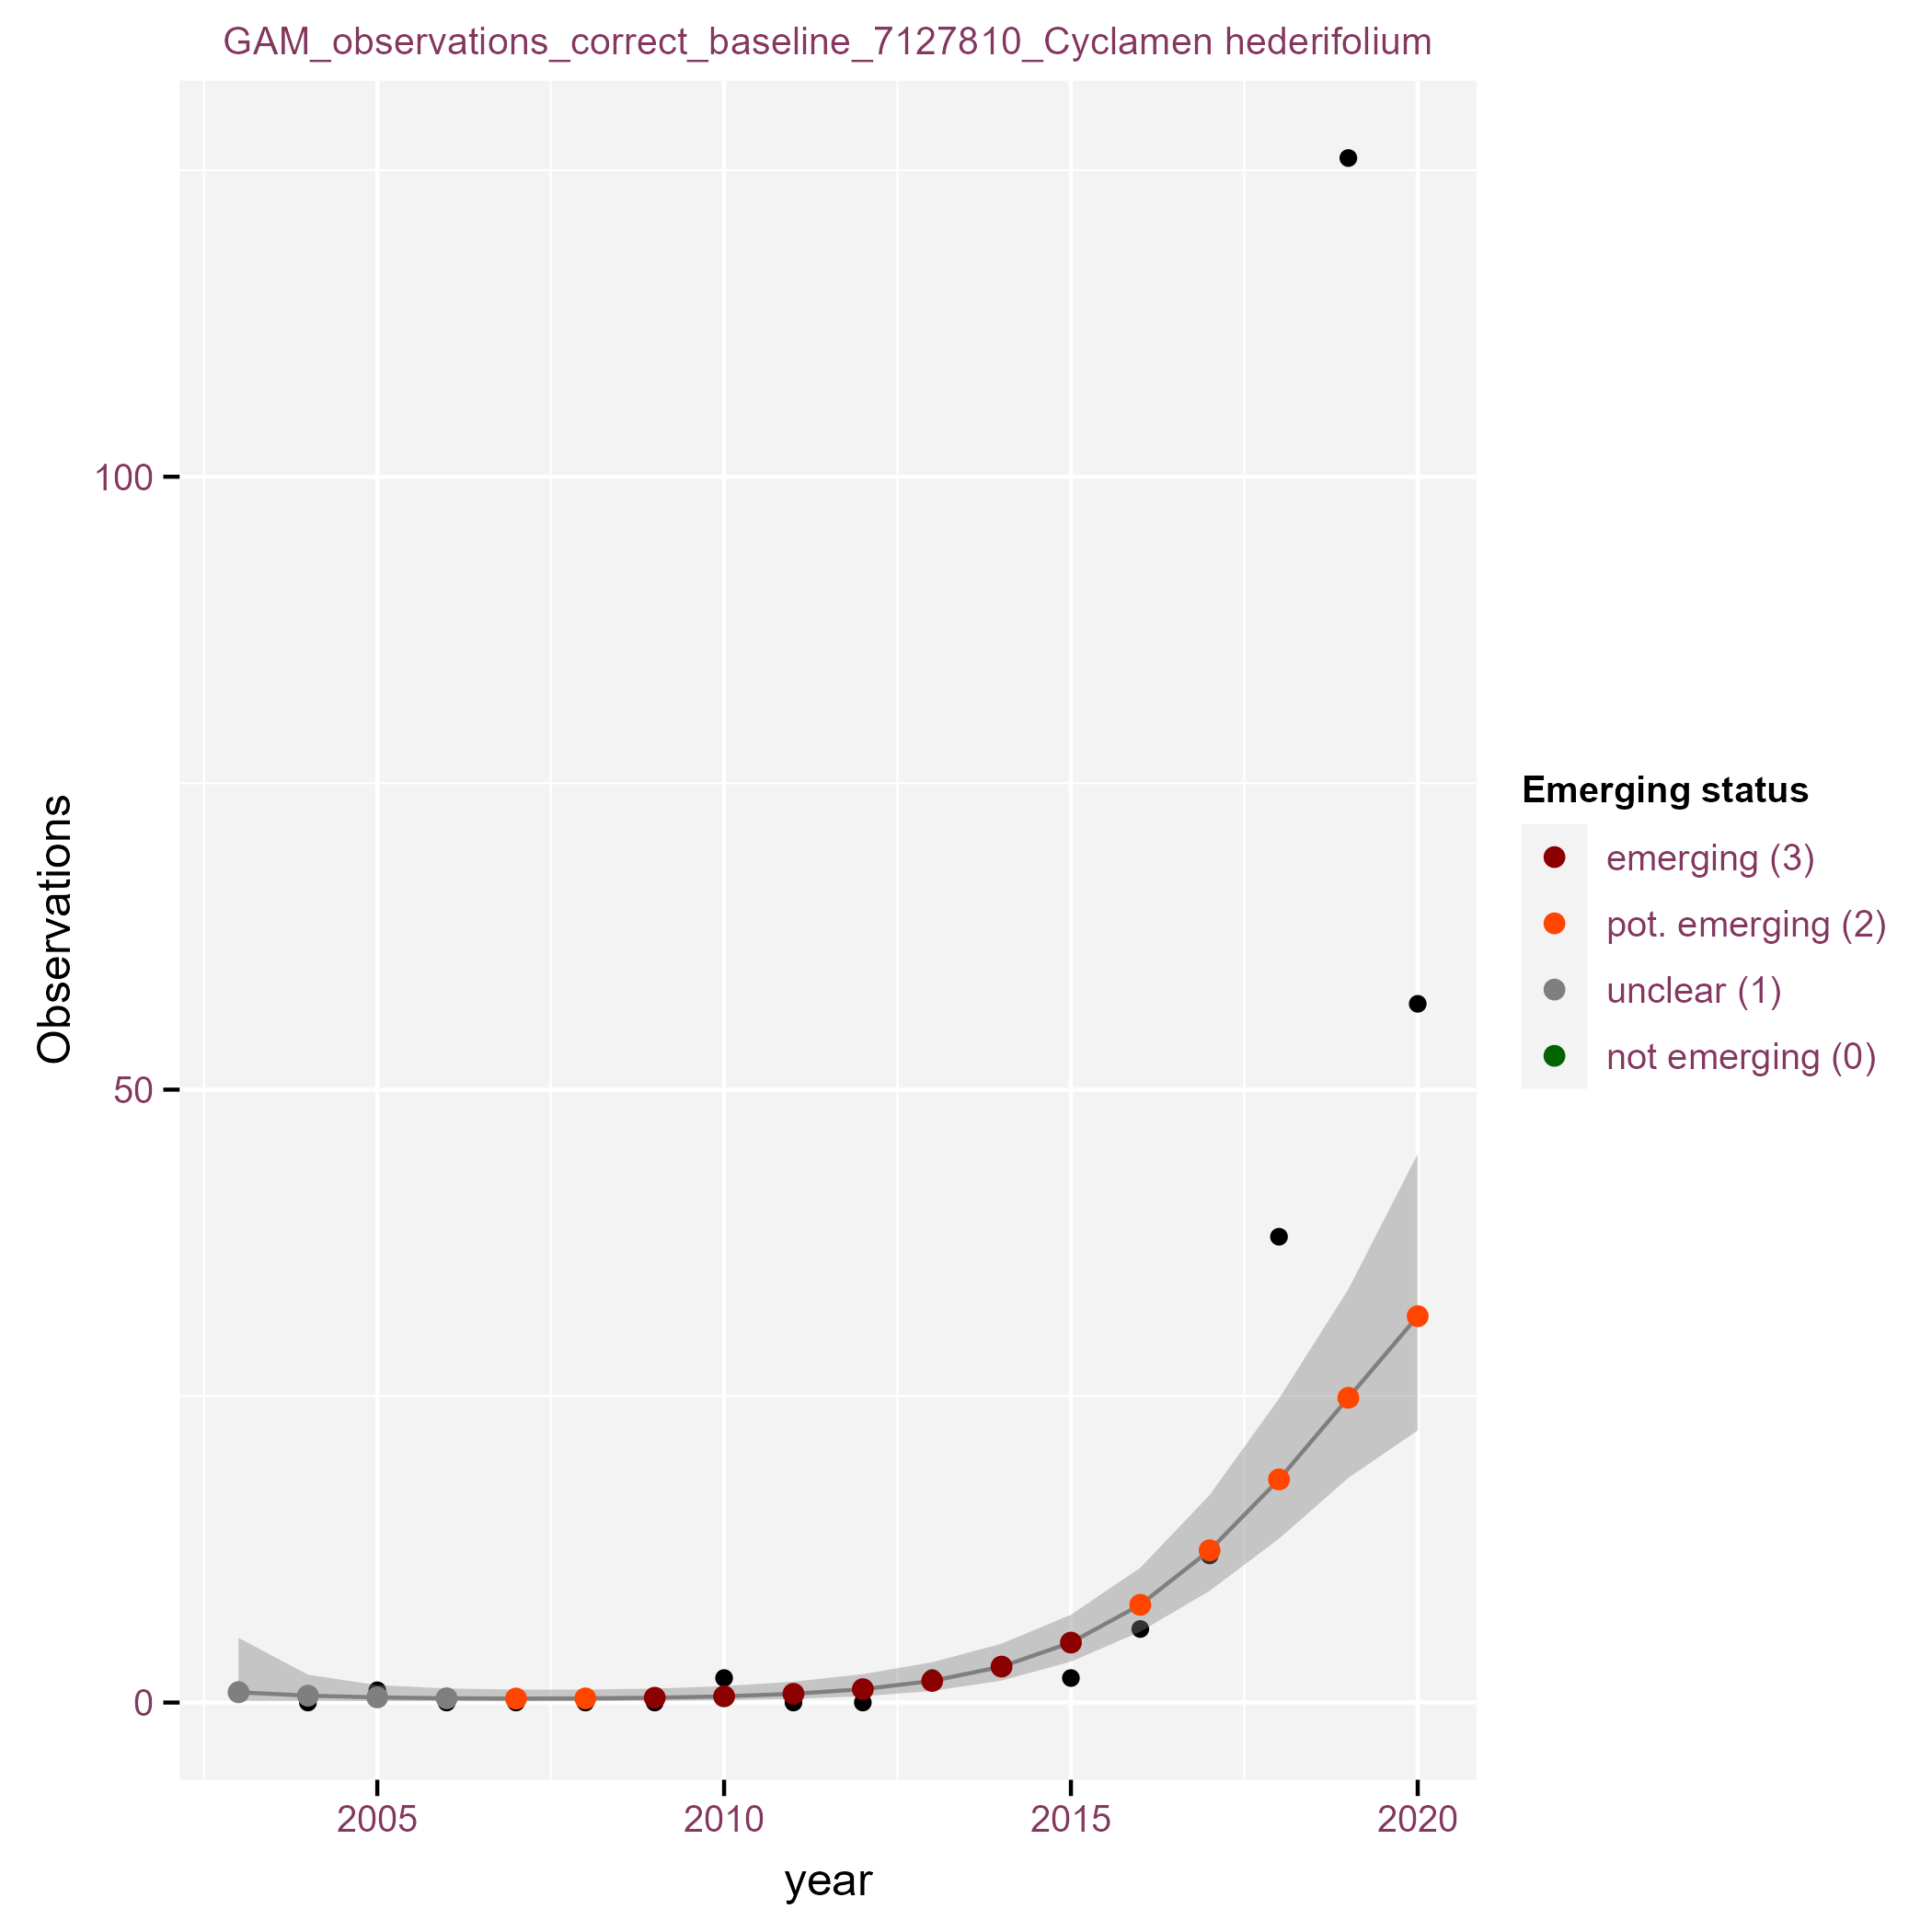 GAM_observations_correct_baseline_7127810_Cyclamen hederifolium
Observations
100
50
0
2005
2010
2015
2020
year
Emerging status
emerging (3)
pot. emerging (2)
unclear (1)
not emerging (0)